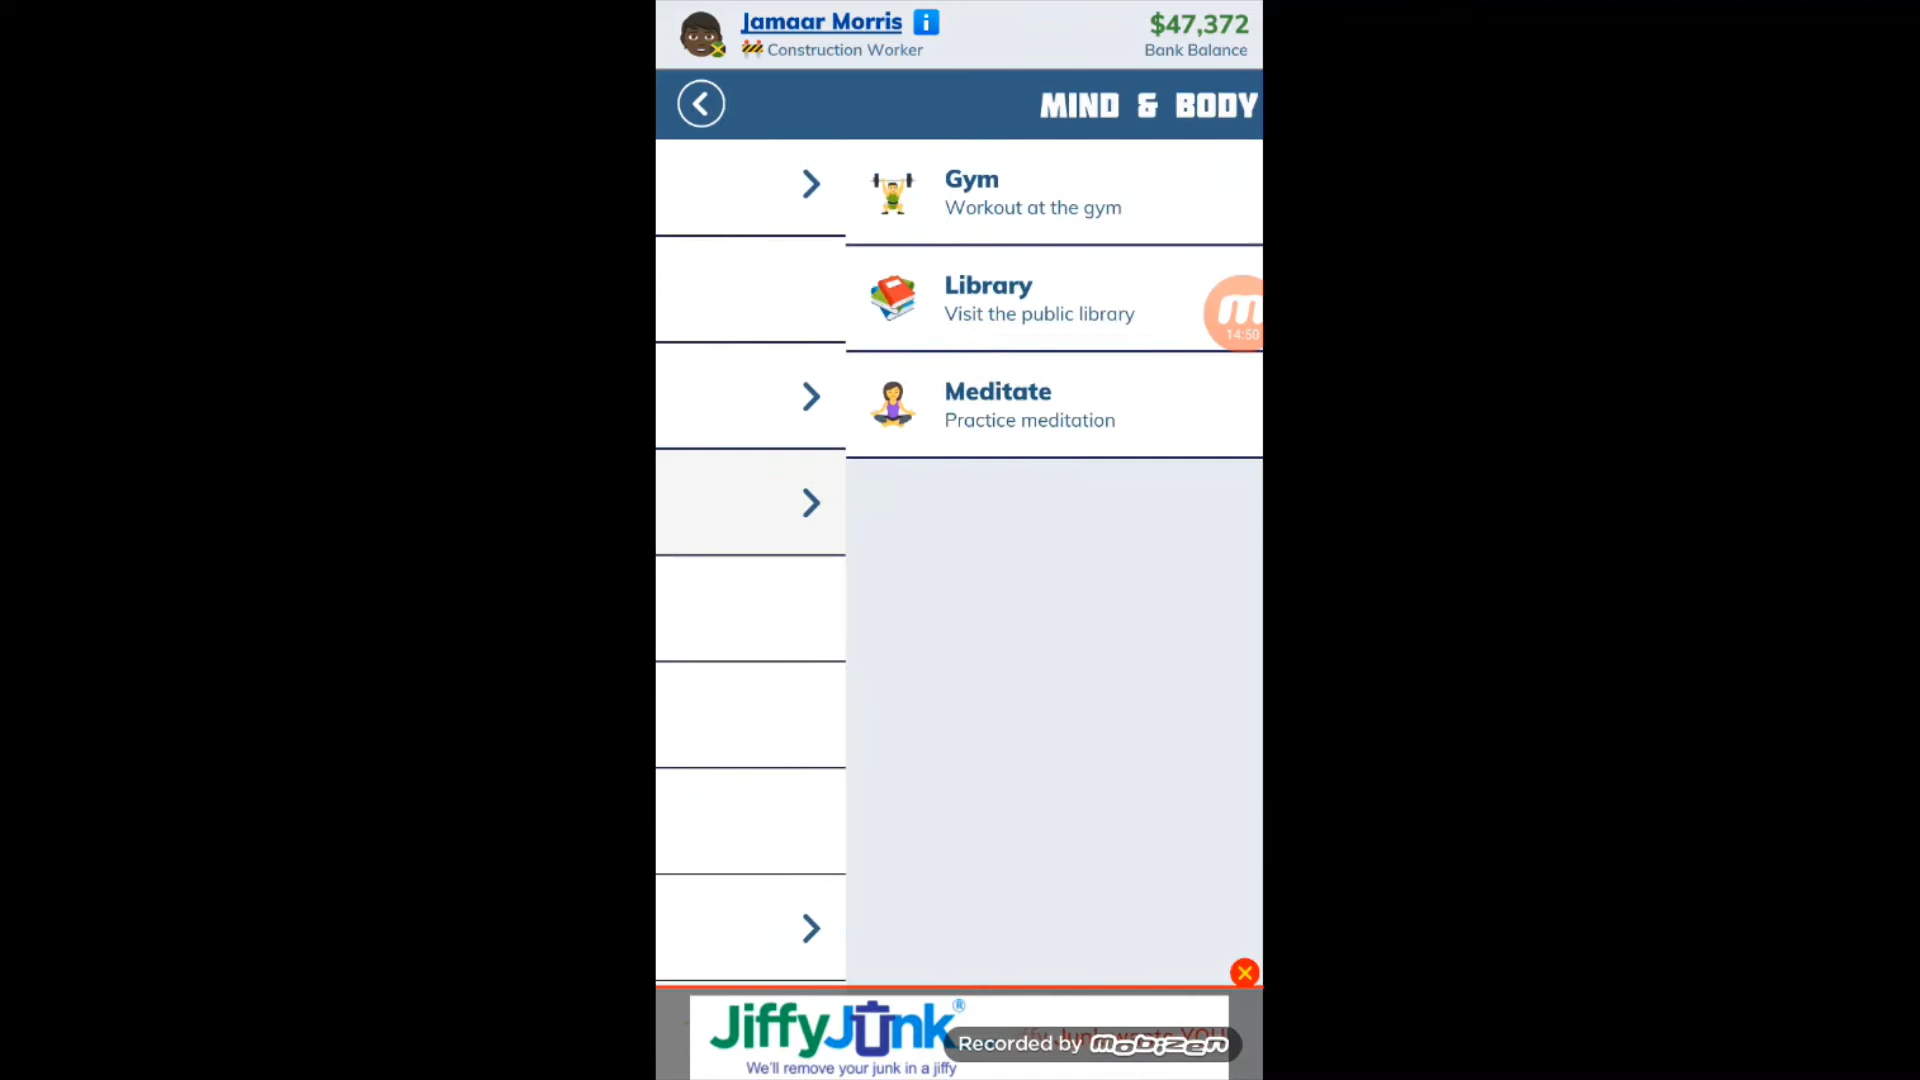 Jamaar Morris i
Construction Worker
$47,372
Bank Balance
MIND & BODY
Gym
Workout at the gym
Library
Visit the public library
14:50
Meditate
Practice meditation
JiffyJunk®
We'll remove your junk in a jiffy
Recorded by mobizen